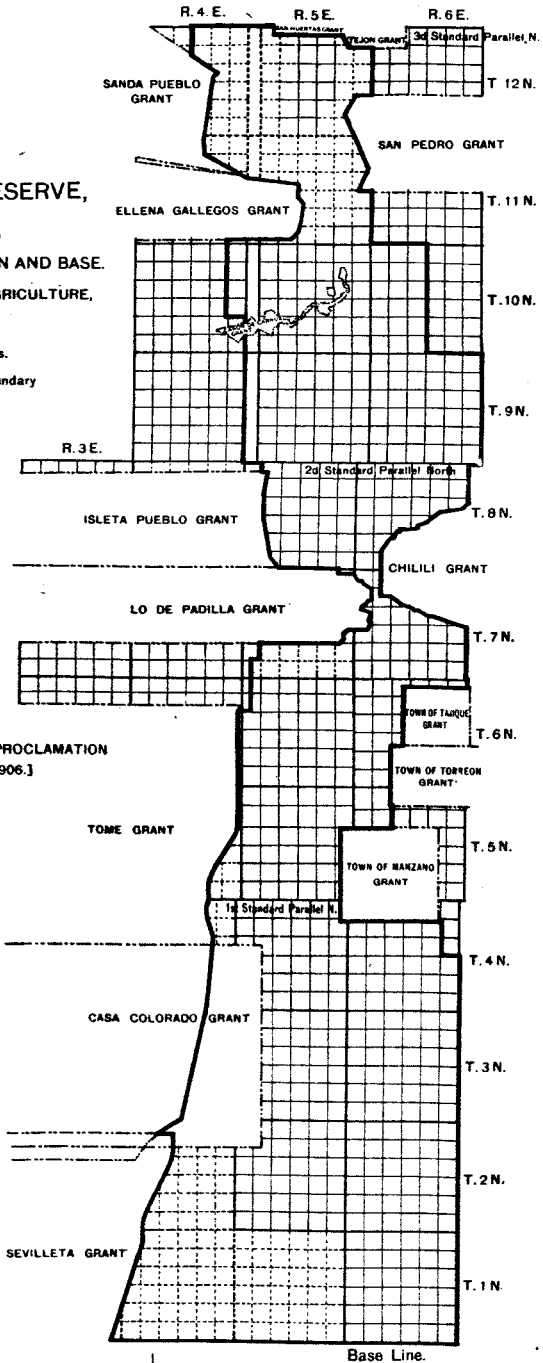 R. 4. E. R. 5 E. R. 6 E.
TEJON GRANT
3d Standard Parallel N.
SANDA PUEBLO
GRANT
T 12 N.
SAN PEDRO GRANT
ESERVE,
T. 11 N.
ELLENA GALLEGOS GRANT
N AND BASE.
GRICULTURE,
T.10 N.
s.
undary
T. 9 N.
R. 3 E.
2d Standard Parallel North
ISLETA PUEBLO GRANT
T. 8 N.
CHILILI GRANT
LO DE PADILLA GRANT
T. 7 N.
TOWN OF TAJIQUE
GRANT
T. 6 N.
PROCLAMATION
906.]
TOWN OF TORREON
GRANT
TOME GRANT
T. 5 N.
TOWN OF MANZANO
GRANT
1st Standard Parallel N.
T. 4 N.
CASA COLORADO GRANT
T. 3 N.
T. 2 N.
SEVILLETA GRANT
T. 1 N.
Base Line.